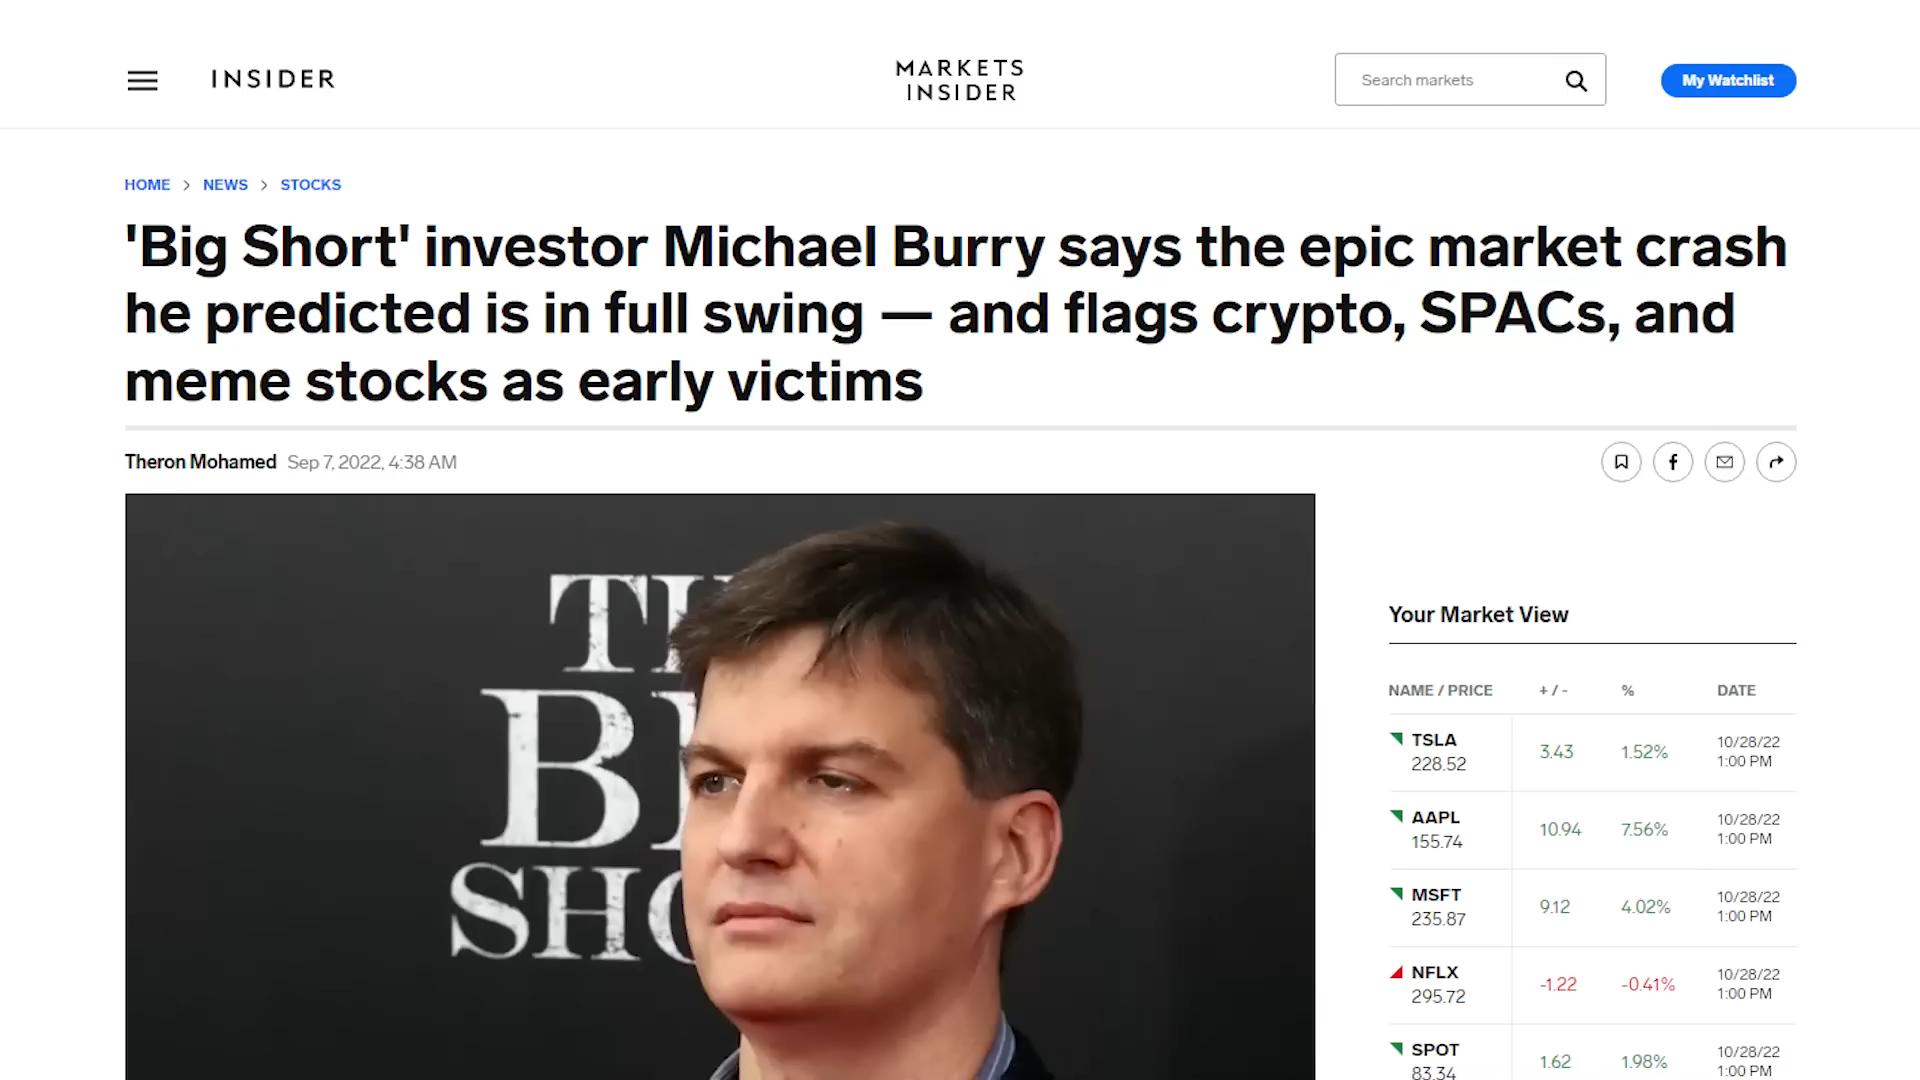 INSIDER
MARKETS
INSIDER
Search markets
My Watchlist
HOME > NEWS > STOCKS
'Big Short' investor Michael Burry says the epic market crash
he predicted is in full swing — and flags crypto, SPACs, and
meme stocks as early victims
Theron Mohamed Sep 7, 2022, 4:38 AM
BI
SHO
Your Market View
NAME / PRICE + / - % DATE
TSLA
228.52 3.43 1.52% 10/28/22
1:00 PM
AAPL
155.74 10.94 7.56% 10/28/22
1:00 PM
MSFT
235.87 9.12 4.02% 10/28/22
1:00 PM
NFLX
295.72 -1.22 -0.41% 10/28/22
1:00 PM
SPOT
83.34 1.62 1.98% 10/28/22
1:00 PM